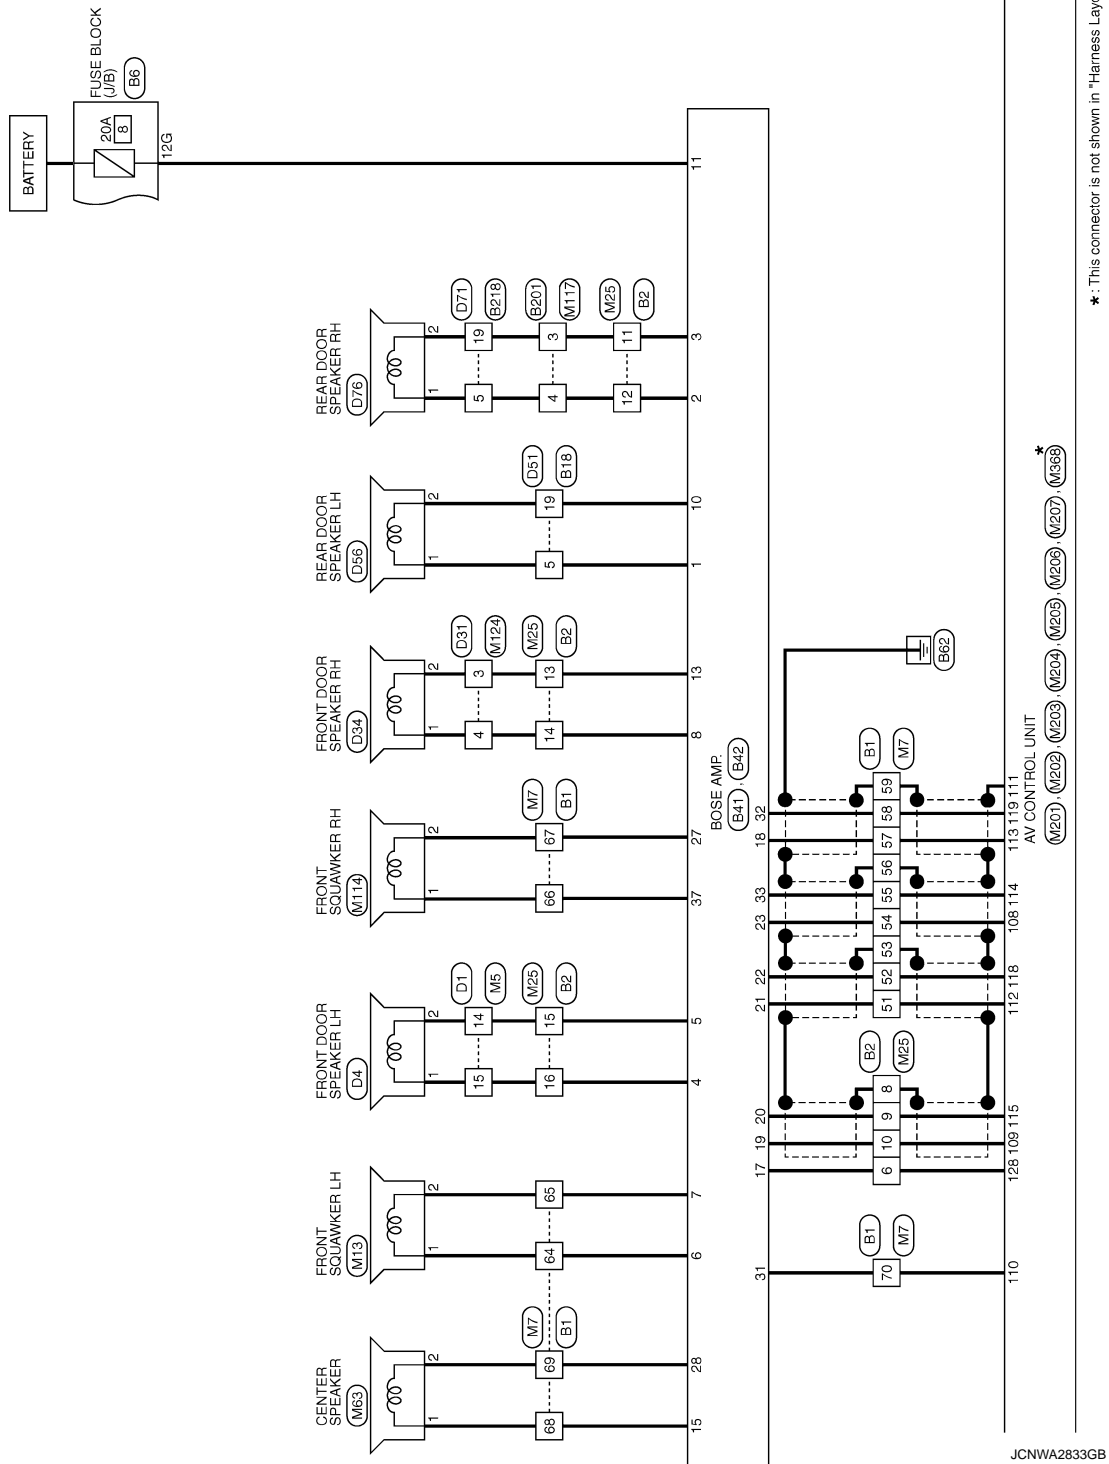 BATTERY
FUSE BLOCK
(J/B)
B6
20A
8
12G
CENTER
SPEAKER
M63
1 2
68 69
M7
B1
15 28
FRONT
SQUAWKER LH
M13
1 2
64 65
6 7
FRONT DOOR
SPEAKER LH
D4
1 2
15 14
D1
M5
16 15
M25
B2
4 5
FRONT
SQUAWKER RH
M114
1 2
66 67
M7
B1
37 27
FRONT DOOR
SPEAKER RH
D34
1 2
4 3
D31
M124
14 13
M25
B2
8 13
REAR DOOR
SPEAKER LH
D56
1 2
5 19
D51
B18
1 10
REAR DOOR
SPEAKER RH
D76
1 2
5 19
D71
B218
4 3
B201
M117
12 11
M25
B2
2 3
11
BOSE AMP.
B41 , B42
31 17 19 20 21 22 23 33 18 32
70
B1
M7
6 10 9 8
B2
M25
51 52 53 54 55 56 57 58 59
B1
M7
B62
110 128 109 115 112 118 108 114 113 119 111
AV CONTROL UNIT
M201 , M202 , M203 , M204 , M205 , M206 , M207 , M368 *
* : This connector is not shown in "Harness Layo
JCNWA2833GB